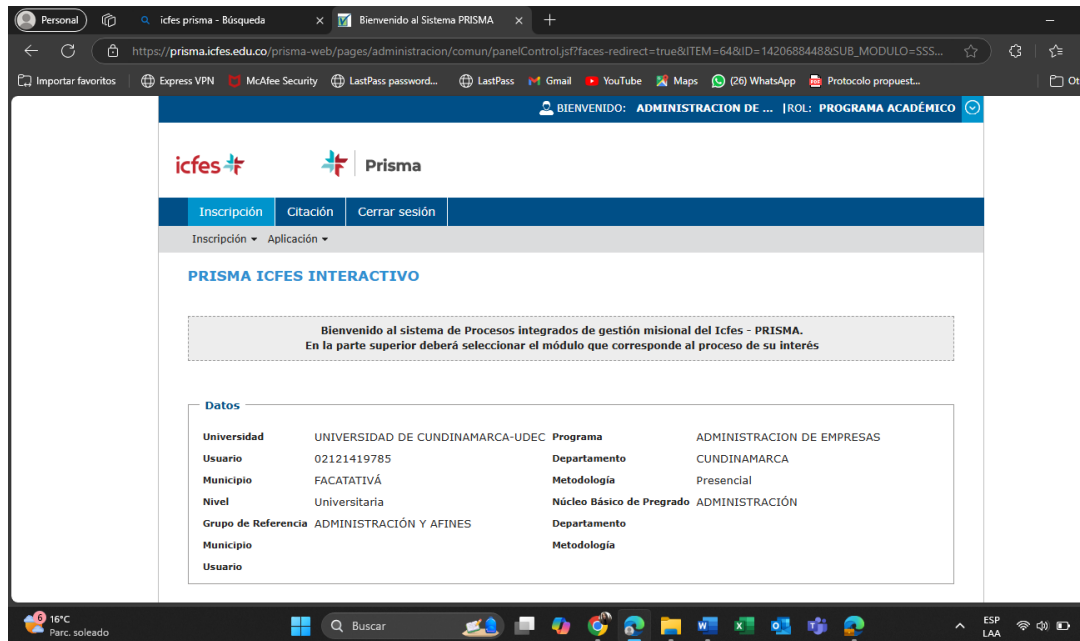 Personal
icfes prisma - Búsqueda
Bienvenido al Sistema PRISMA
https://prisma.icfes.edu.co/prisma-web/pages/administracion/comun/panelControl.jsf?faces-redirect=true&ITEM=64&ID=1420688448&SUB_MODULO=SSS...
Importar favoritos
Express VPN
McAfee Security
LastPass password...
LastPass
Gmail
YouTube
Maps
(26) WhatsApp
Protocolo propuest...
Ot
BIENVENIDO: ADMINISTRACION DE ... |ROL: PROGRAMA ACADÉMICO
icfes
Prisma
Inscripción
Citación
Cerrar sesión
Inscripción
Aplicación
PRISMA ICFES INTERACTIVO
Bienvenido al sistema de Procesos integrados de gestión misional del Icfes - PRISMA.
En la parte superior deberá seleccionar el módulo que corresponde al proceso de su interés
Datos
Universidad UNIVERSIDAD DE CUNDINAMARCA-UDEC Programa ADMINISTRACION DE EMPRESAS
Usuario 02121419785 Departamento CUNDINAMARCA
Municipio FACATATIVÁ Metodología Presencial
Nivel Universitaria Núcleo Básico de Pregrado ADMINISTRACIÓN
Grupo de Referencia ADMINISTRACIÓN Y AFINES Departamento
Municipio Metodología
Usuario
6
16°C
Parc. soleado
Buscar
ESP
LAA